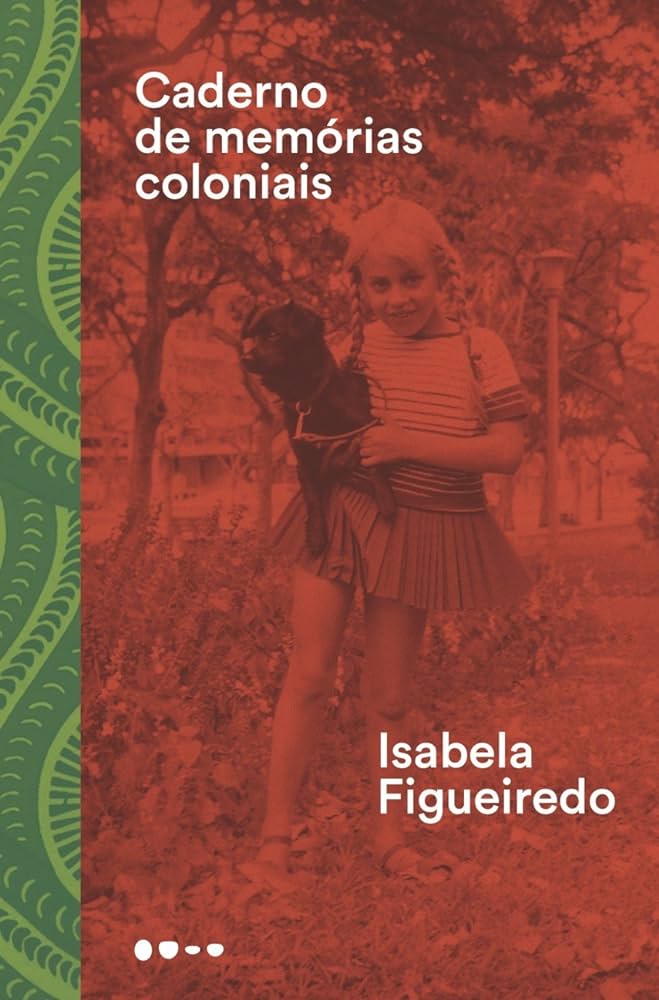 Caderno
de memórias
coloniais
Isabela
Figueiredo